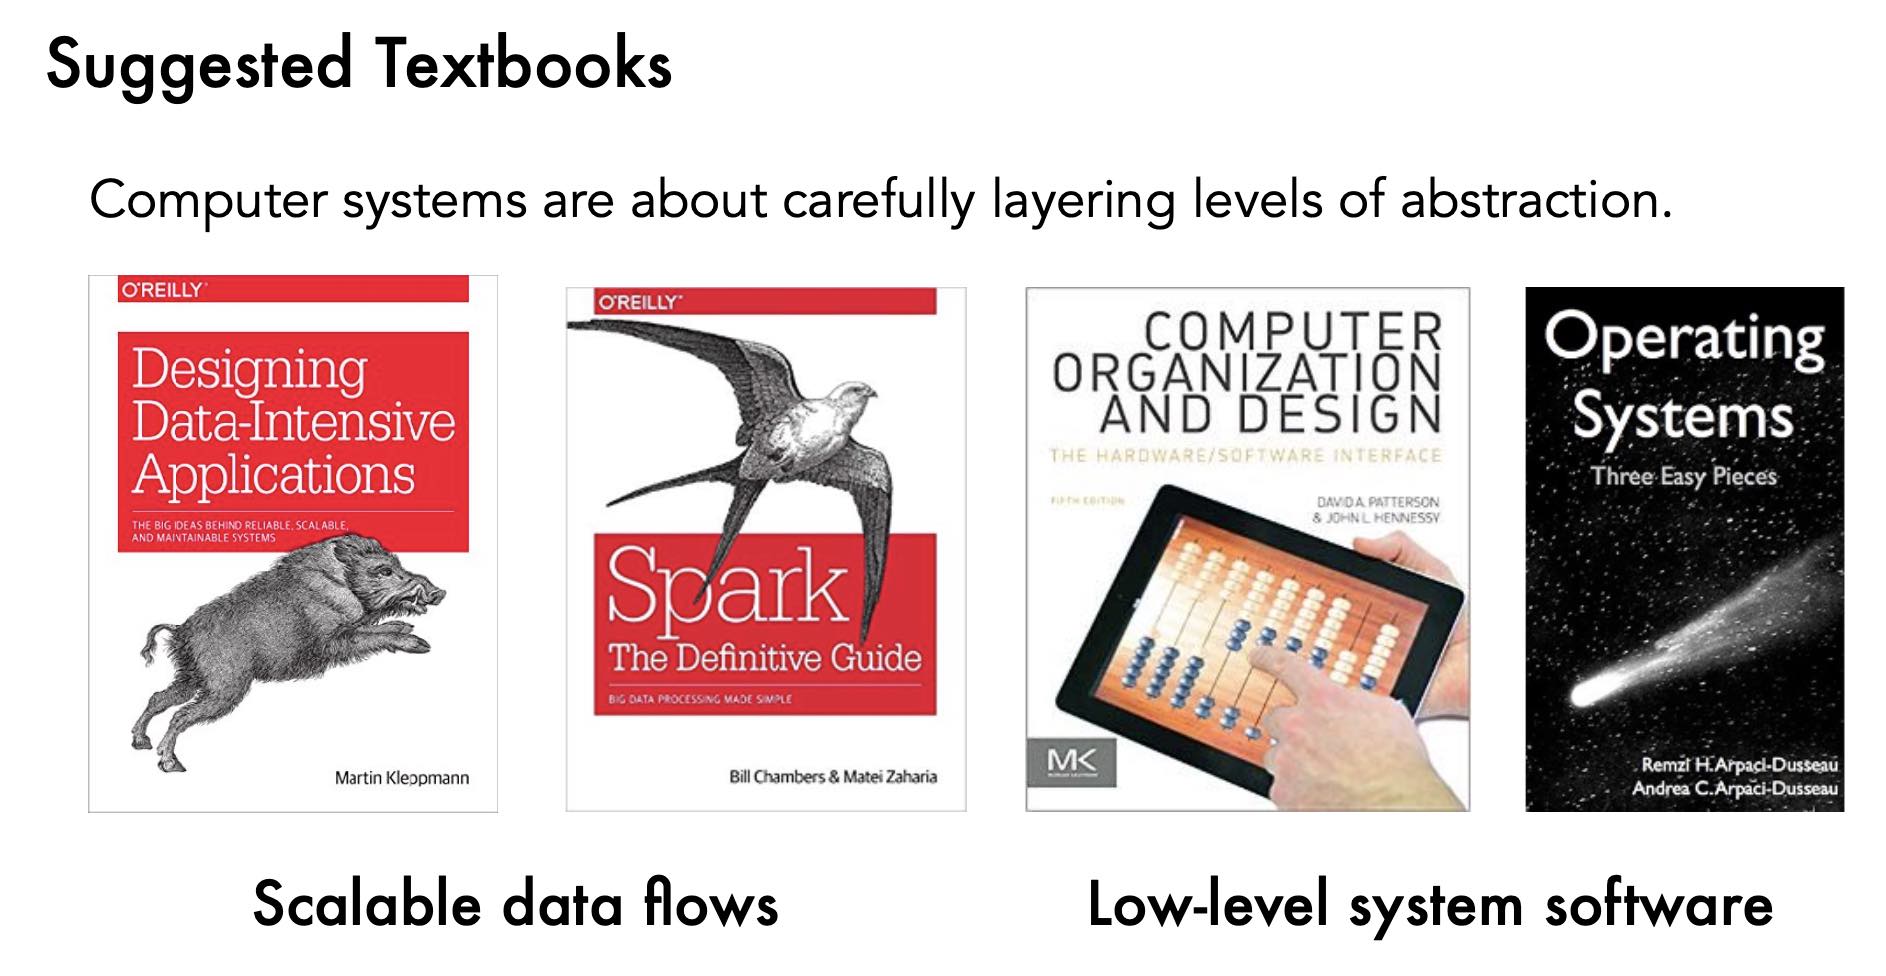 Suggested Textbooks
Computer systems are about carefully layering levels of abstraction.
O'REILLY
Designing
Data-Intensive
Applications
THE BIG IDEAS BEHIND RELIABLE, SCALABLE,
AND MAINTAINABLE SYSTEMS
Martin Kleppmann
O'REILLY
Spark
The Definitive Guide
BIG DATA PROCESSING MADE SIMPLE
Bill Chambers & Matei Zaharia
COMPUTER
ORGANIZATION
AND DESIGN
THE HARDWARE/SOFTWARE INTERFACE
FIFTH EDITION
DAVID A. PATTERSON
& JOHN L. HENNESSY
MK
Operating
Systems
Three Easy Pieces
Remzi H. Arpaci-Dusseau
Andrea C. Arpaci-Dusseau
Scalable data flows
Low-level system software